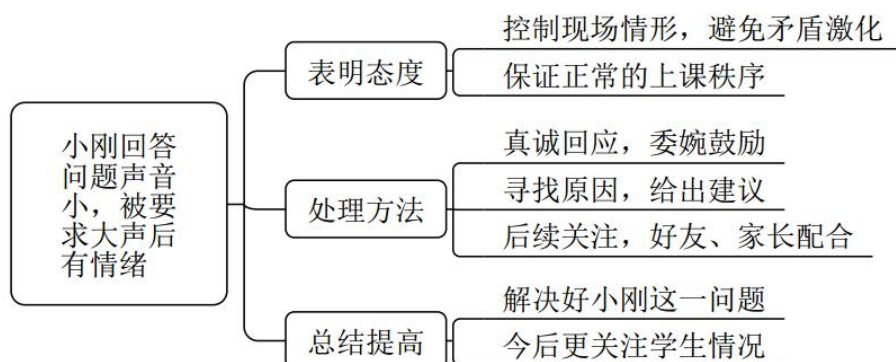 小刚回答
问题声音
小，被要
求大声后
有情绪
表明态度
控制现场情形，避免矛盾激化
保证正常的上课秩序
处理方法
真诚回应，委婉鼓励
寻找原因，给出建议
后续关注，好友、家长配合
总结提高
解决好小刚这一问题
今后更关注学生情况